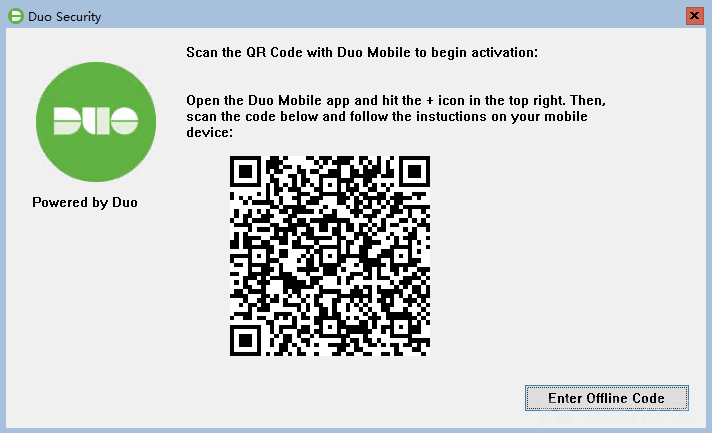 Duo Security
Scan the QR Code with Duo Mobile to begin activation:
Open the Duo Mobile app and hit the + icon in the top right. Then,
scan the code below and follow the instuctions on your mobile
device:
DUO
Powered by Duo
Enter Offline Code